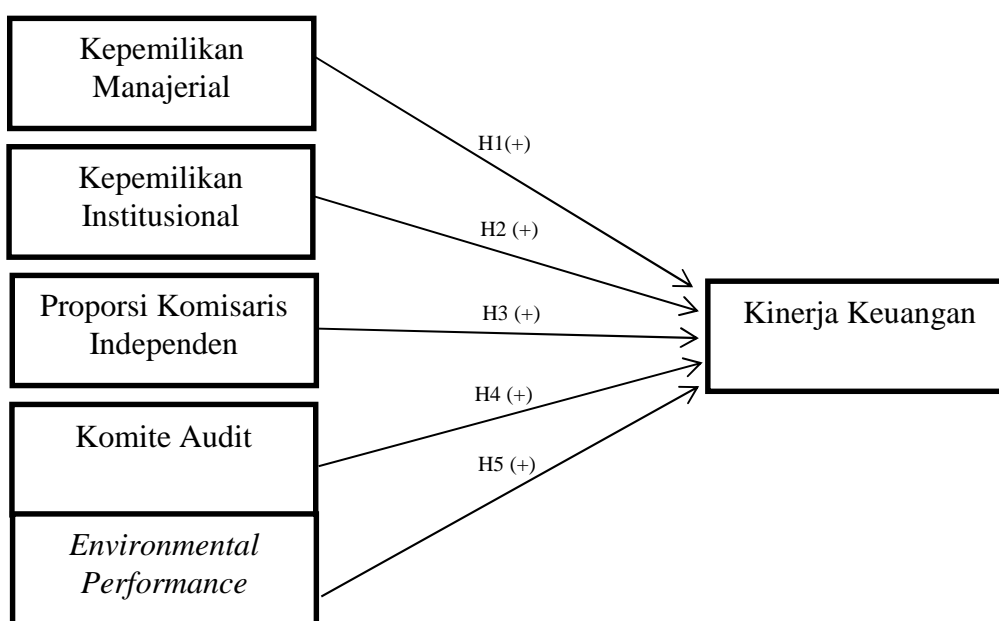 Kepemilikan
Manajerial
H1(+)
Kepemilikan
Institusional
H2 (+)
Proporsi Komisaris
Independen
H3 (+)
Kinerja Keuangan
Komite Audit
H4 (+)
H5 (+)
Environmental
Performance